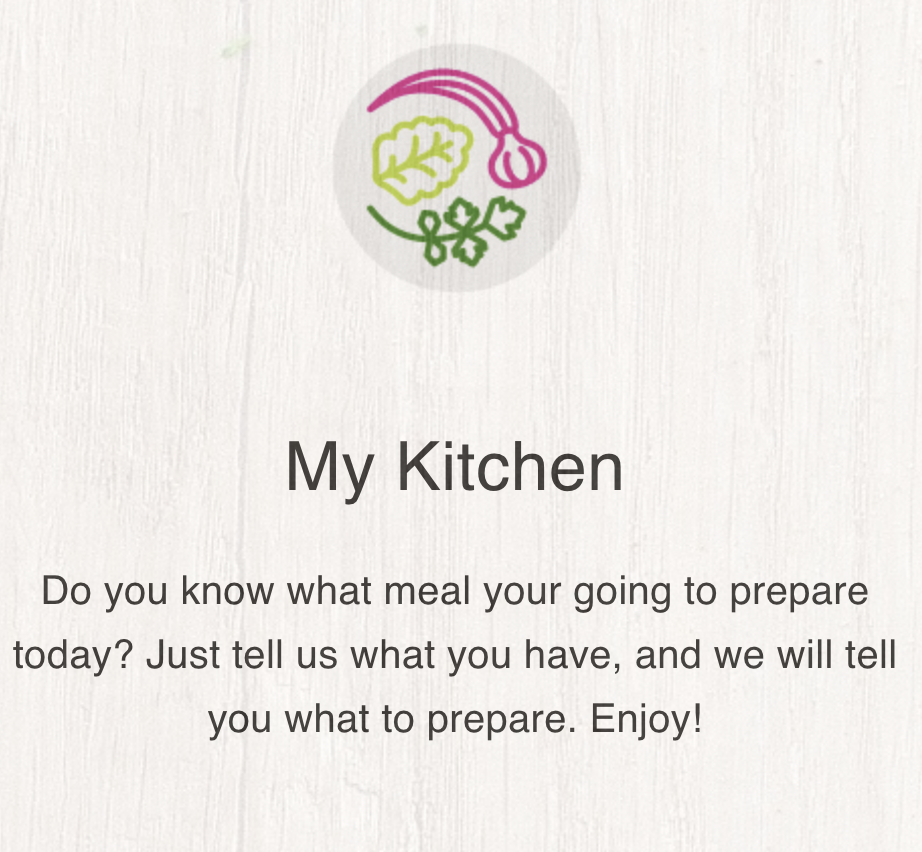 My Kitchen
Do you know what meal your going to prepare
today? Just tell us what you have, and we will tell
you what to prepare. Enjoy!